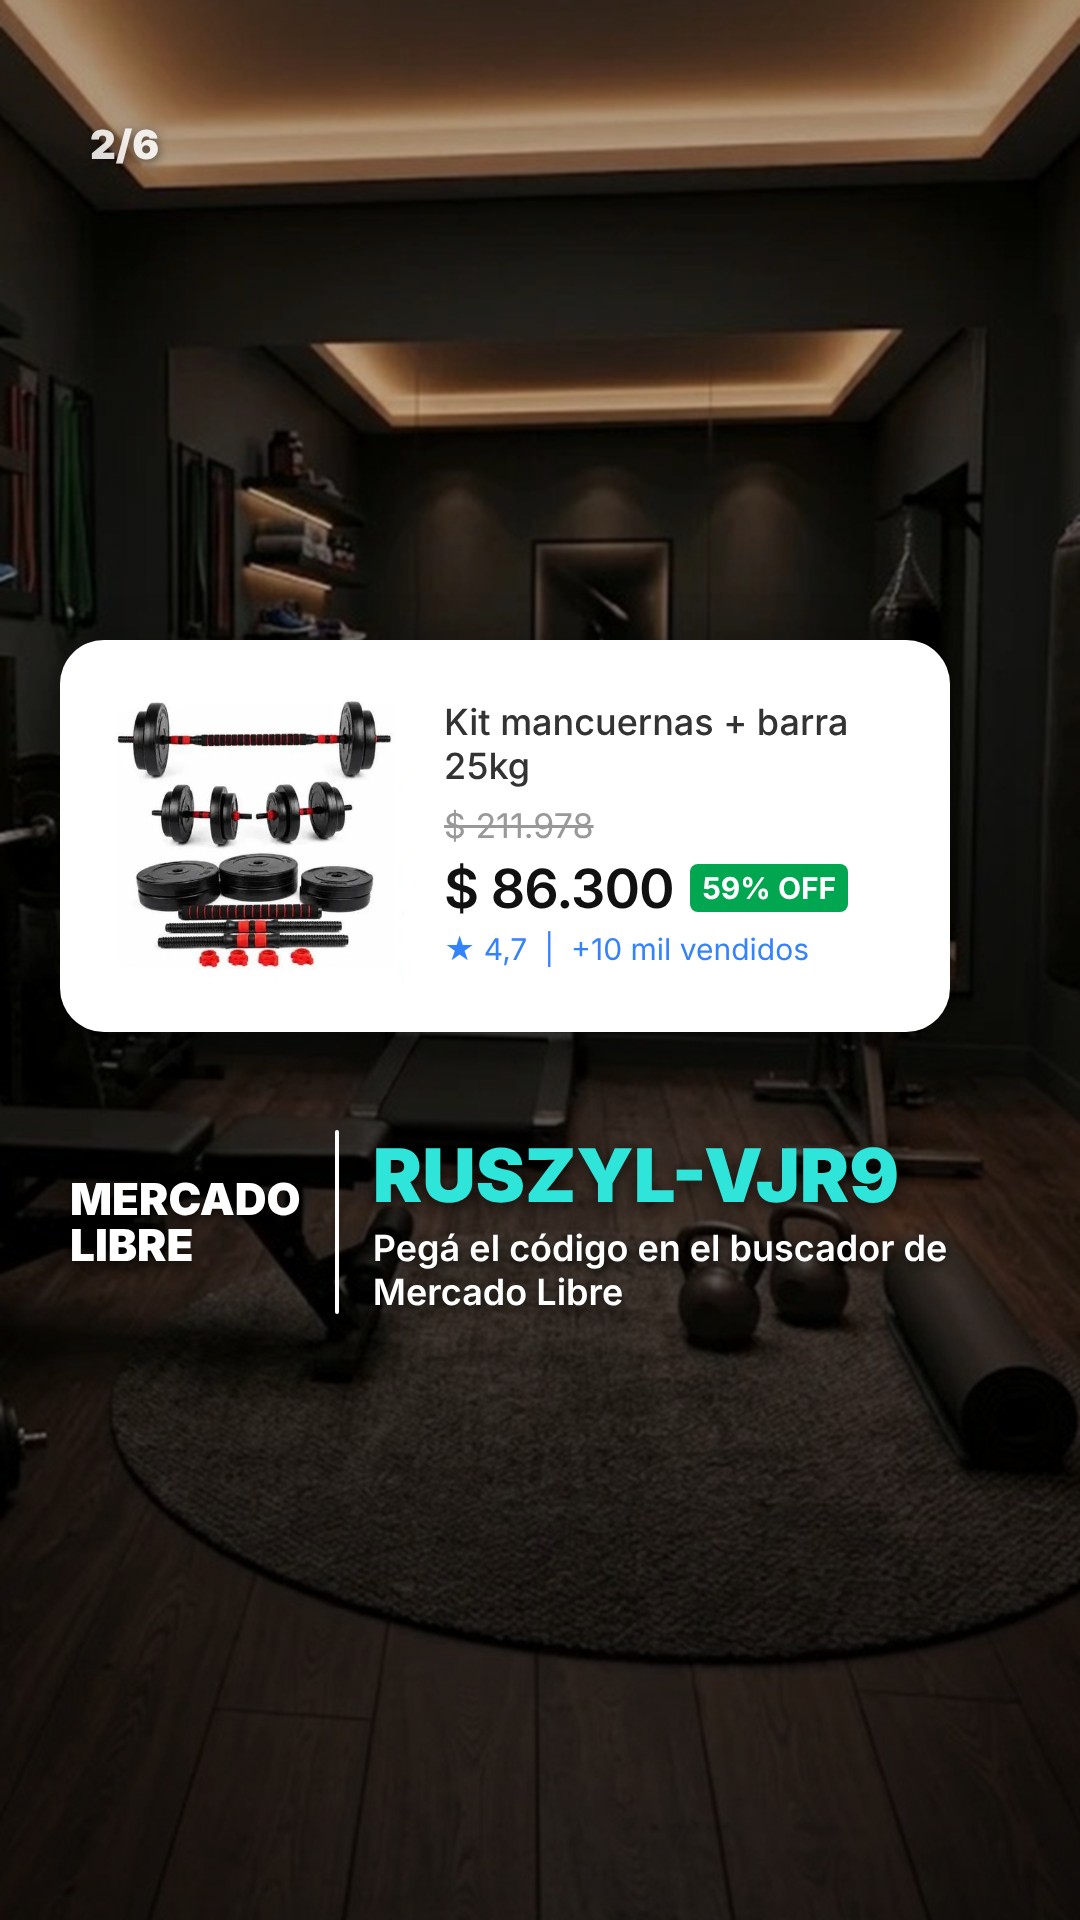 2/6
Kit mancuernas + barra
25kg
$ 211.978
$ 86.300 59% OFF
★ 4,7 | +10 mil vendidos
MERCADO
LIBRE
RUSZYL-VJR9
Pegá el código en el buscador de
Mercado Libre